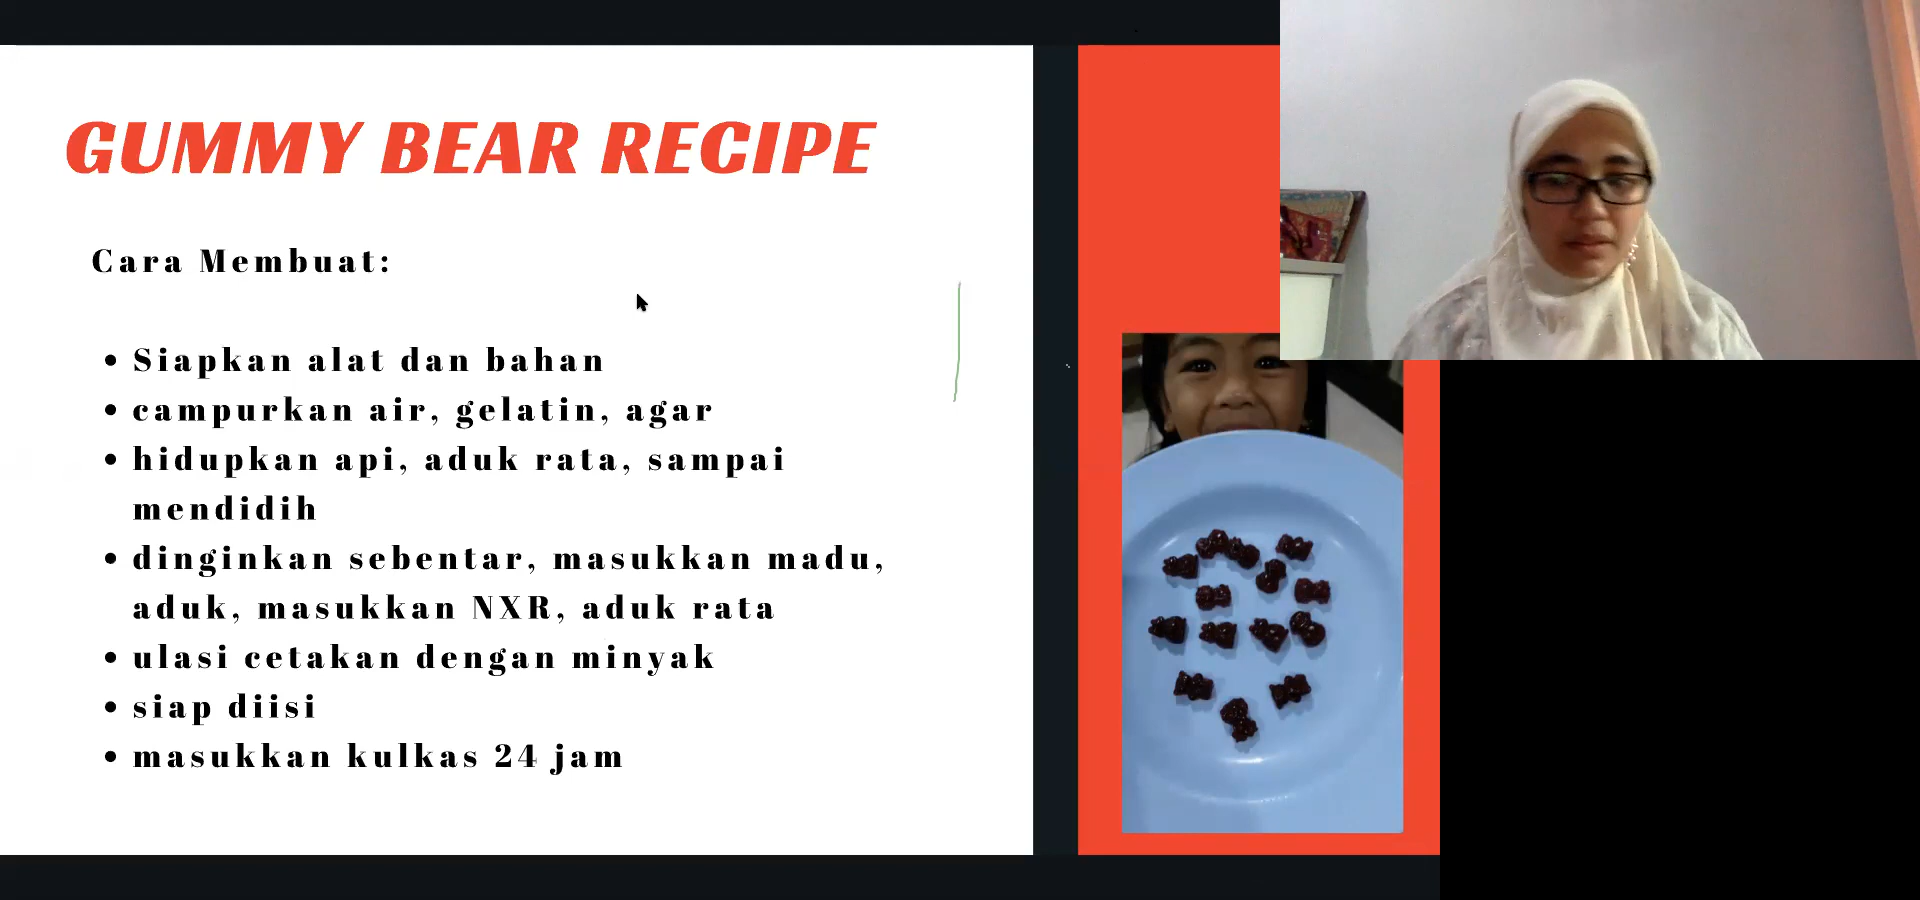 GUMMY BEAR RECIPE
Cara Membuat:
• Siapkan alat dan bahan
• campurkan air, gelatin, agar
• hidupkan api, aduk rata, sampai
mendidih
• dinginkan sebentar, masukkan madu,
aduk, masukkan NXR, aduk rata
• ulasi cetakan dengan minyak
• siap diisi
• masukkan kulkas 24 jam